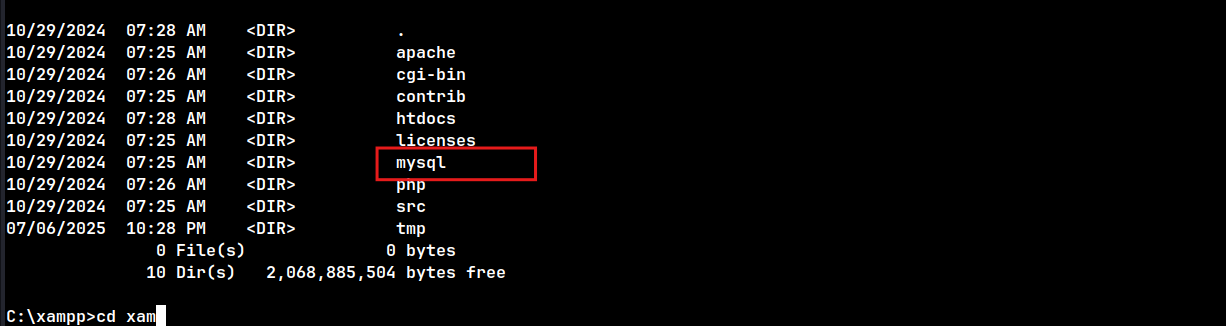 10/29/2024  07:28 AM    <DIR>          .
10/29/2024  07:25 AM    <DIR>          apache
10/29/2024  07:26 AM    <DIR>          cgi-bin
10/29/2024  07:25 AM    <DIR>          contrib
10/29/2024  07:28 AM    <DIR>          htdocs
10/29/2024  07:25 AM    <DIR>          licenses
10/29/2024  07:25 AM    <DIR>          mysql
10/29/2024  07:26 AM    <DIR>          php
10/29/2024  07:25 AM    <DIR>          src
07/06/2025  10:28 PM    <DIR>          tmp
               0 File(s)              0 bytes
              10 Dir(s)   2,068,885,504 bytes free
C:\xampp>cd xam